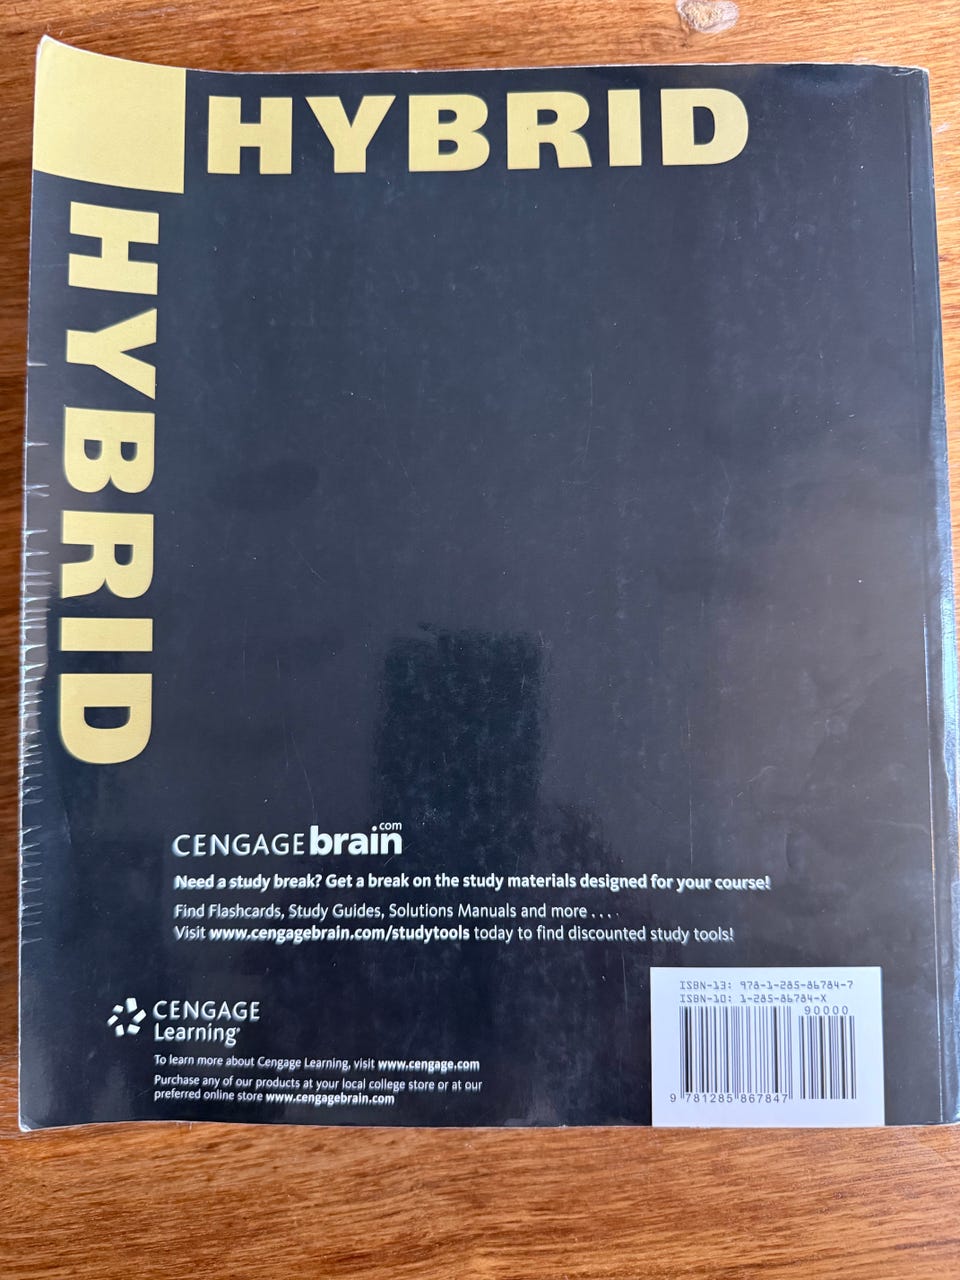 HYBRID
HYBRID
CENGAGEbrain.com
Need a study break? Get a break on the study materials designed for your course!
Find Flashcards, Study Guides, Solutions Manuals and more . . . .
Visit www.cengagebrain.com/studytools today to find discounted study tools!
CENGAGE
Learning®
To learn more about Cengage Learning, visit www.cengage.com
Purchase any of our products at your local college store or at our
preferred online store www.cengagebrain.com
ISBN-13: 978-1-285-86784-7
ISBN-10: 1-285-86784-X
90000
9 781285 867847